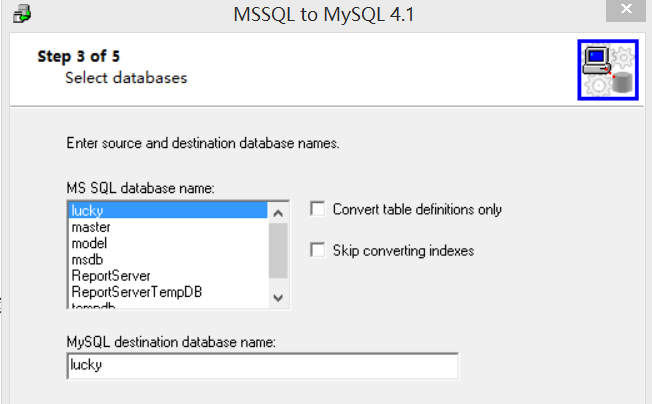 MSSQL to MySQL 4.1
Step 3 of 5
Select databases
Enter source and destination database names.
MS SQL database name:
lucky
master
model
msdb
ReportServer
ReportServerTempDB
tempdb
Convert table definitions only
Skip converting indexes
MySQL destination database name:
lucky